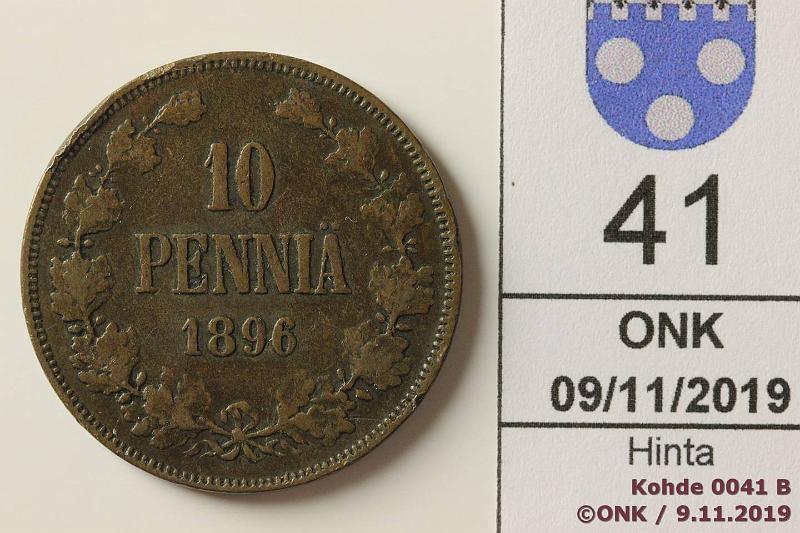 10
PENNIÄ
1896
41
ONK
09/11/2019
Hinta
Kohde 0041 B
©ONK / 9.11.2019